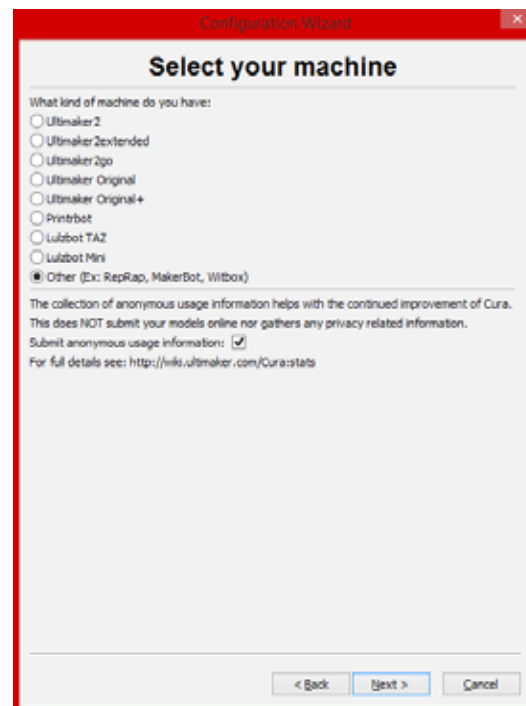 Configuration Wizard
Select your machine
What kind of machine do you have:
Ultimaker2
Ultimaker2extended
Ultimaker2go
Ultimaker Original
Ultimaker Original+
Printrbot
Lulzbot TAZ
Lulzbot Mini
Other (Ex: RepRap, MakerBot, Witbox)
The collection of anonymous usage information helps with the continued improvement of Cura.
This does NOT submit your models online nor gathers any privacy related information.
Submit anonymous usage information:
For full details see: http://wiki.ultimaker.com/Cura:stats
< Back Next > Cancel